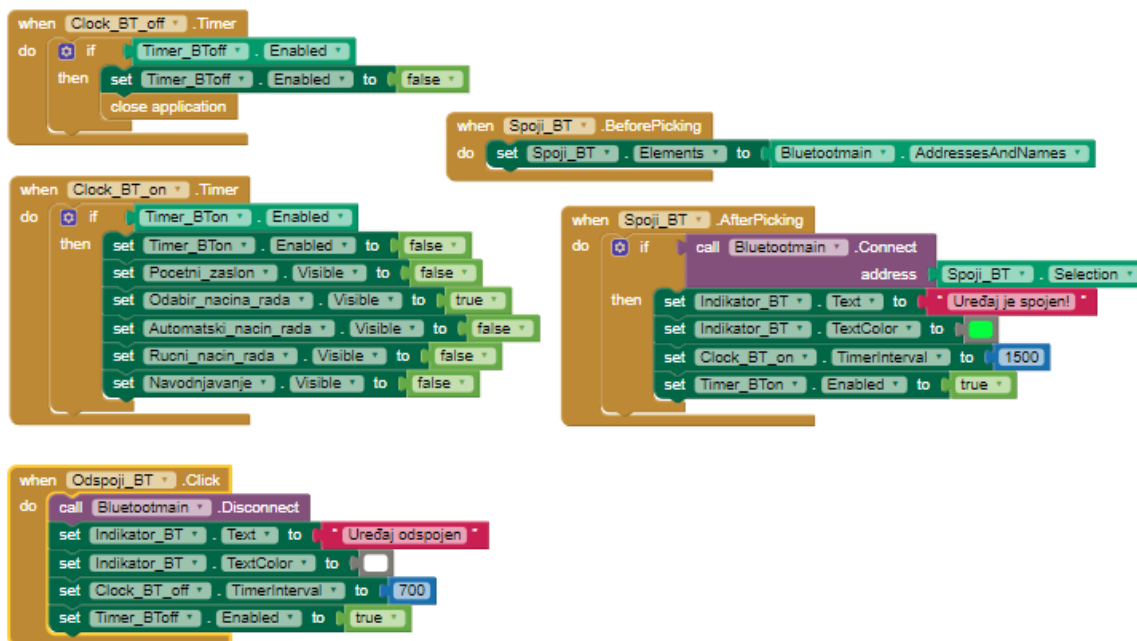 when Clock_BT_off .Timer
do if Timer_BToff . Enabled
then set Timer_BToff . Enabled to false
close application
when Spoji_BT .BeforePicking
do set Spoji_BT . Elements to Bluetootmain . AddressesAndNames
when Clock_BT_on .Timer
do if Timer_BTon . Enabled
then set Timer_BTon . Enabled to false
set Pocetni_zaslon . Visible to false
set Odabir_nacina_rada . Visible to true
set Automatski_nacin_rada . Visible to false
set Rucni_nacin_rada . Visible to false
set Navodnjavanje . Visible to false
when Spoji_BT .AfterPicking
do if call Bluetootmain .Connect
address Spoji_BT . Selection
then set Indikator_BT . Text to " Uređaj je spojen! "
set Indikator_BT . TextColor to
set Clock_BT_on . TimerInterval to 1500
set Timer_BTon . Enabled to true
when Odspoji_BT .Click
do call Bluetootmain .Disconnect
set Indikator_BT . Text to " Uređaj odspojen "
set Indikator_BT . TextColor to
set Clock_BT_off . TimerInterval to 700
set Timer_BToff . Enabled to true